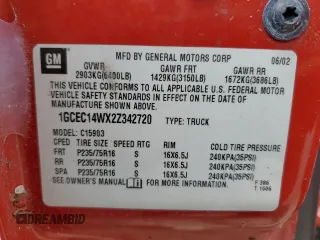 GM
MFD BY GENERAL MOTORS CORP 06/02
GVWR GAWR FRT GAWR RR
2903KG(6400LB) 1429KG(3150LB) 1672KG(3686LB)
THIS VEHICLE CONFORMS TO ALL APPLICABLE U.S. FEDERAL MOTOR
VEHICLE SAFETY STANDARDS IN EFFECT ON THE DATE OF
MANUFACTURE SHOWN ABOVE.
1GCEC14WX2Z342720 TYPE: TRUCK
MODEL: C15903
CPD TIRE SIZE SPEED RTG RIM COLD TIRE PRESSURE
FRT P235/75R16 S 16X6.5J 240KPA(35PSI)
RR P235/75R16 S 16X6.5J 240KPA(35PSI)
SPA P235/75R16 S 16X6.5J 240KPA(35PSI)
SEE OWNER'S MANUAL FOR MORE INFORMATION
AUTODREAMBID